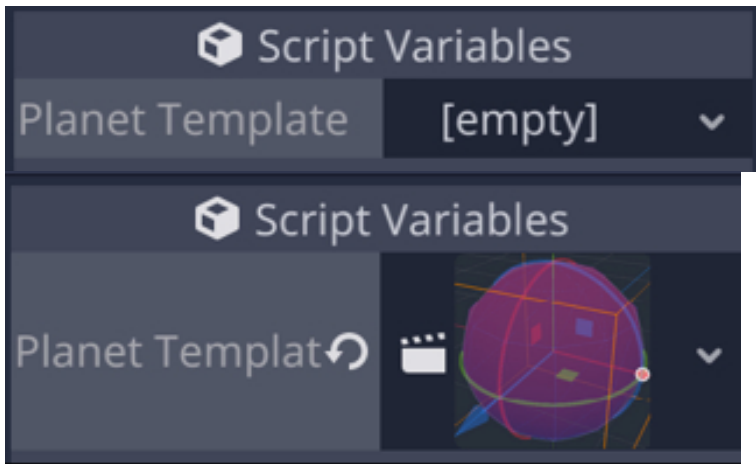 Script Variables
Planet Template [empty]
Script Variables
Planet Templat